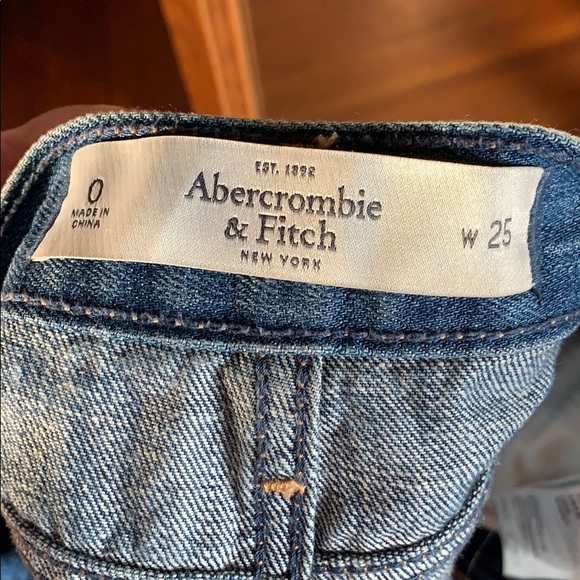 0
MADE IN
CHINA
EST. 1892
Abercrombie
& Fitch
NEW YORK
W 25